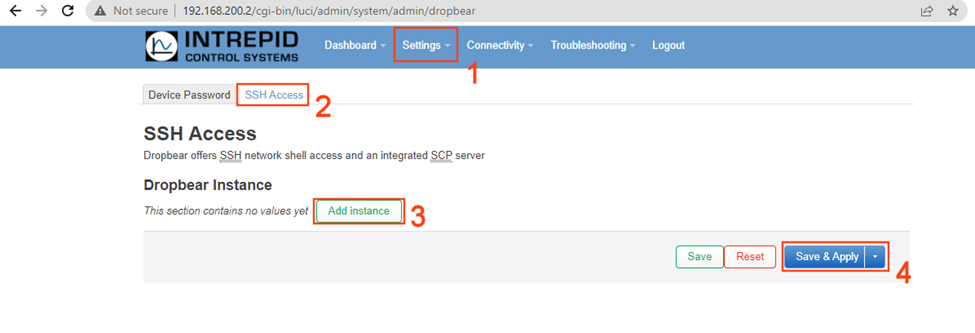 Not secure | 192.168.200.2/cgi-bin/luci/admin/system/admin/dropbear
INTREPID
CONTROL SYSTEMS
Dashboard Settings Connectivity Troubleshooting Logout
1
Device Password SSH Access
2
SSH Access
Dropbear offers SSH network shell access and an integrated SCP server
Dropbear Instance
This section contains no values yet Add instance 3
Save Reset Save & Apply 4